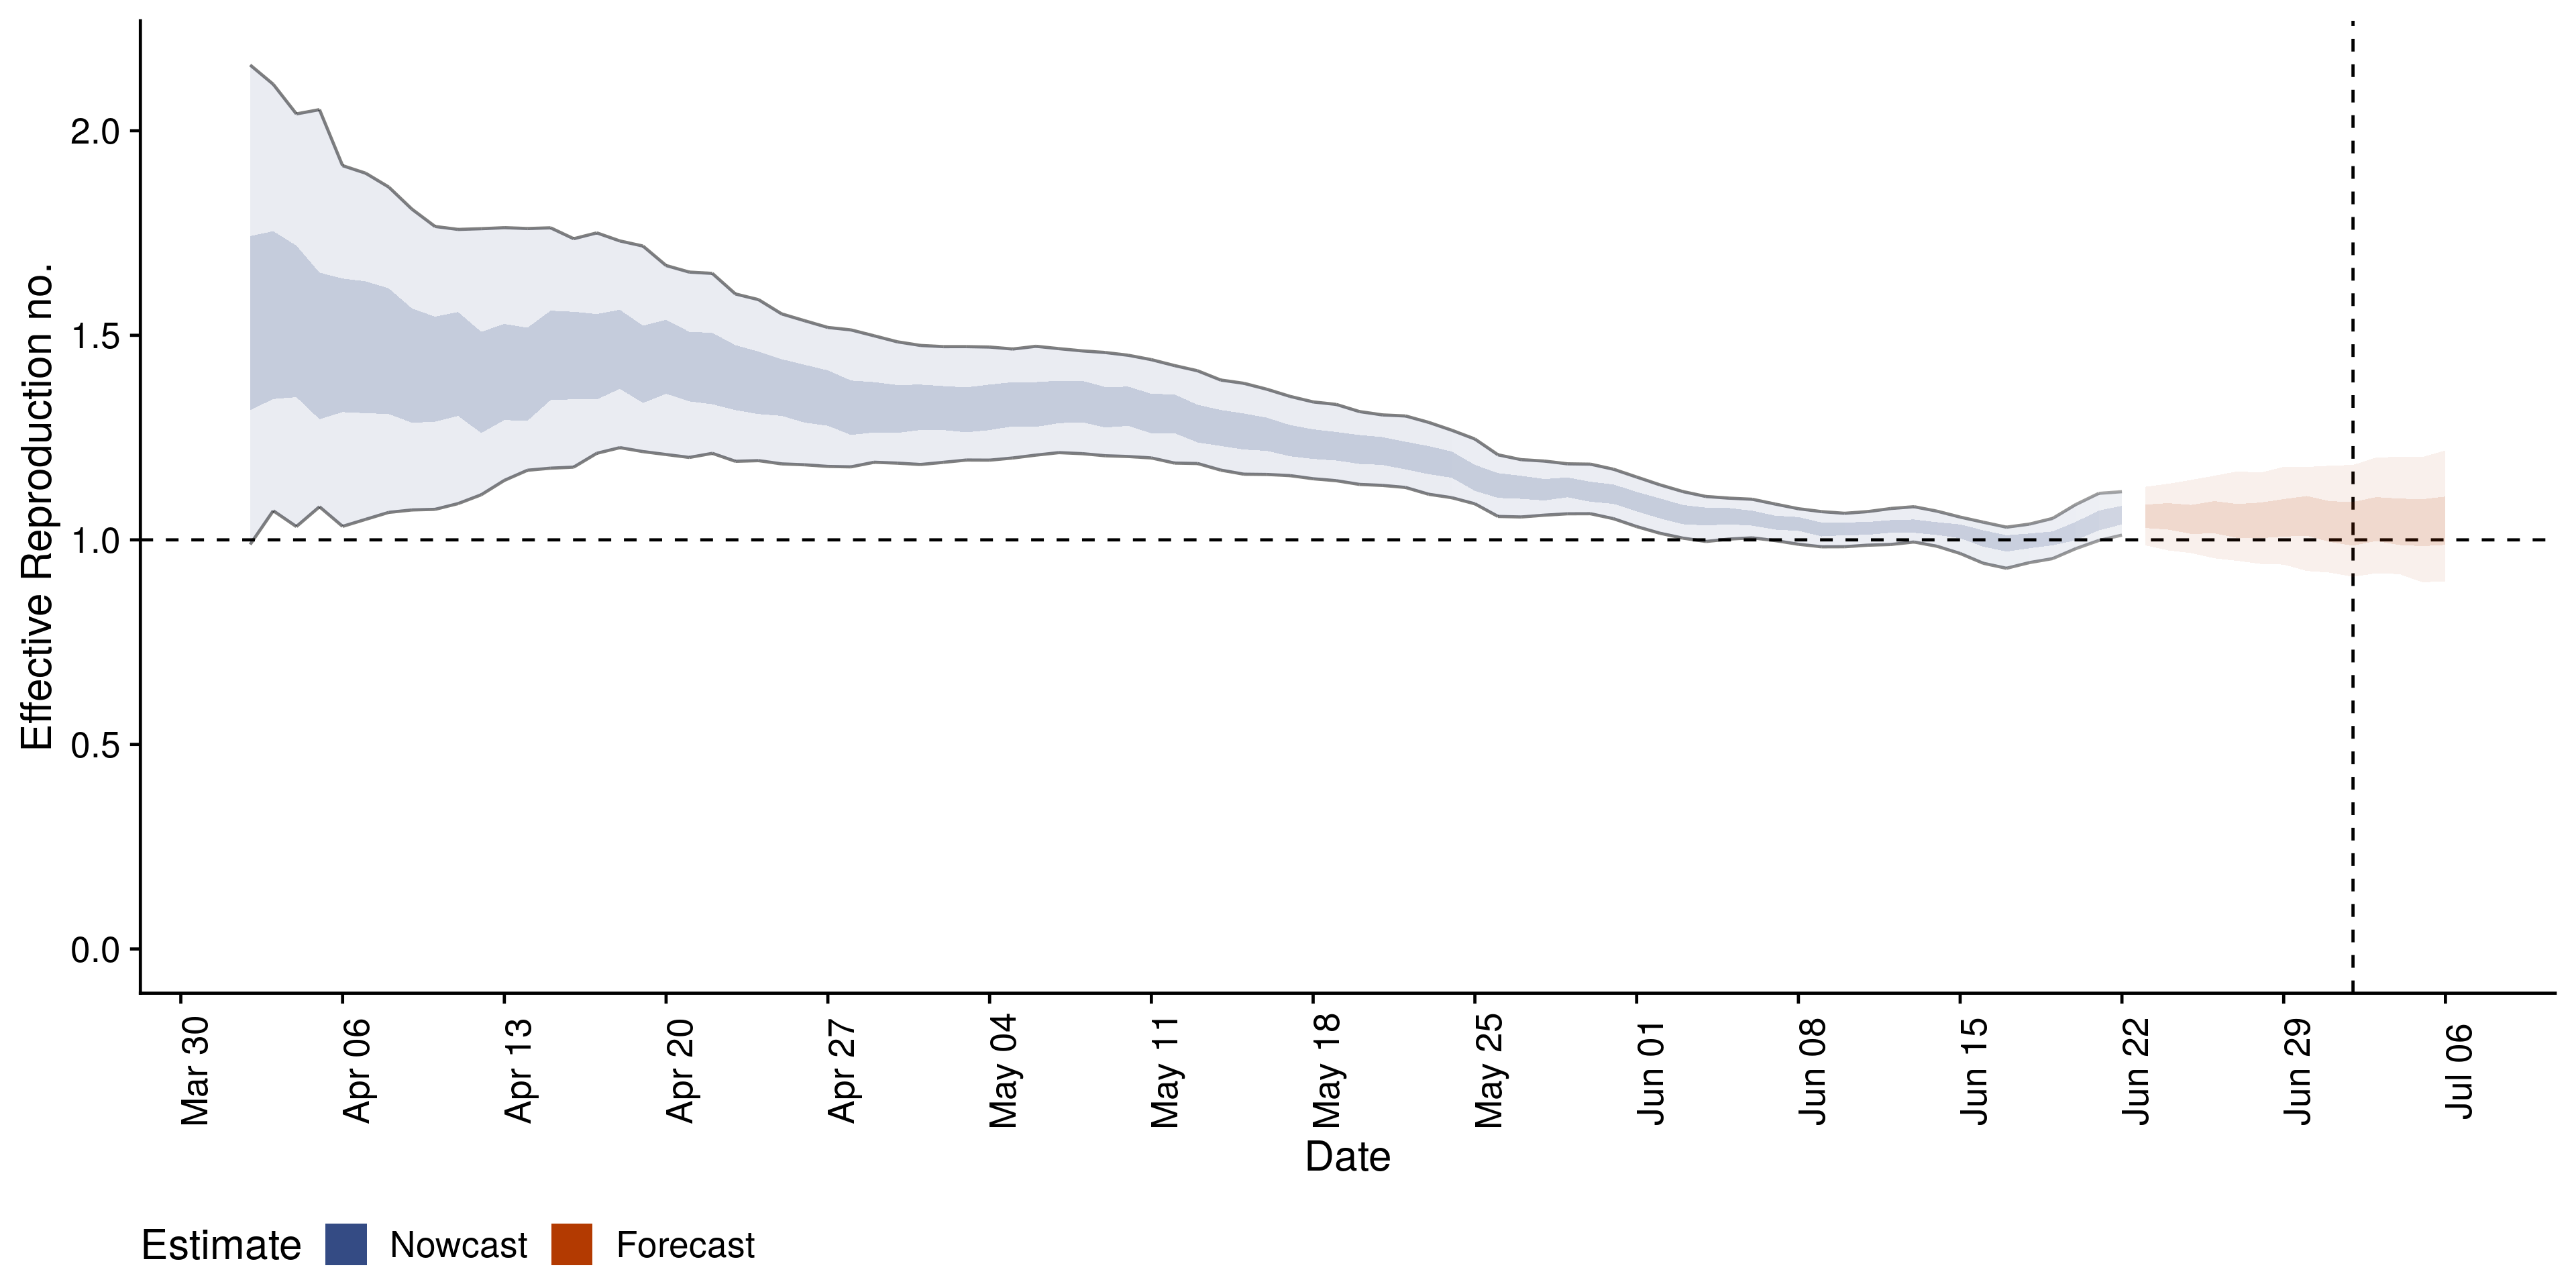 Effective Reproduction no.
2.0
1.5
1.0
0.5
0.0
Mar 30
Apr 06
Apr 13
Apr 20
Apr 27
May 04
May 11
May 18
May 25
Jun 01
Jun 08
Jun 15
Jun 22
Jun 29
Jul 06
Date
Estimate Nowcast Forecast